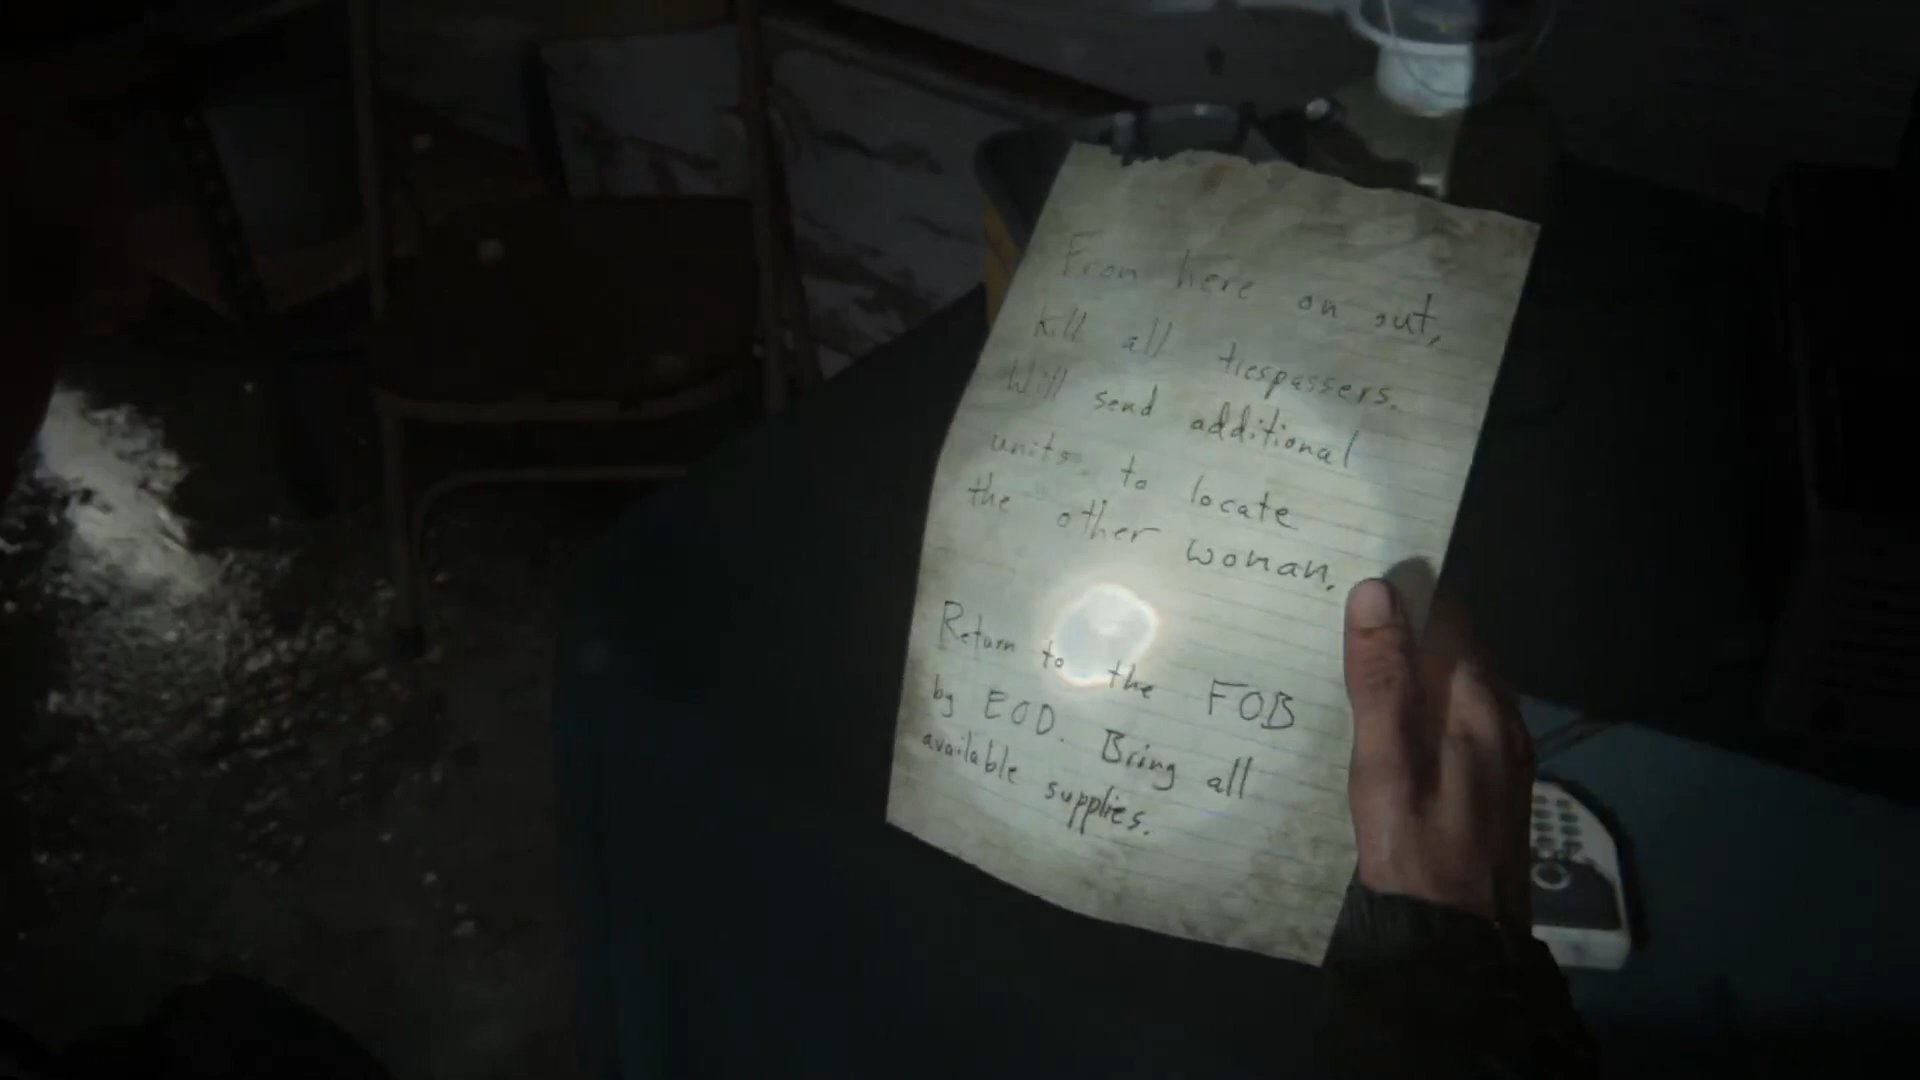 From here on out,
kill all trespassers.
Will send additional
units to locate
the other woman.
Return to the FOB
by EOD. Bring all
available supplies.